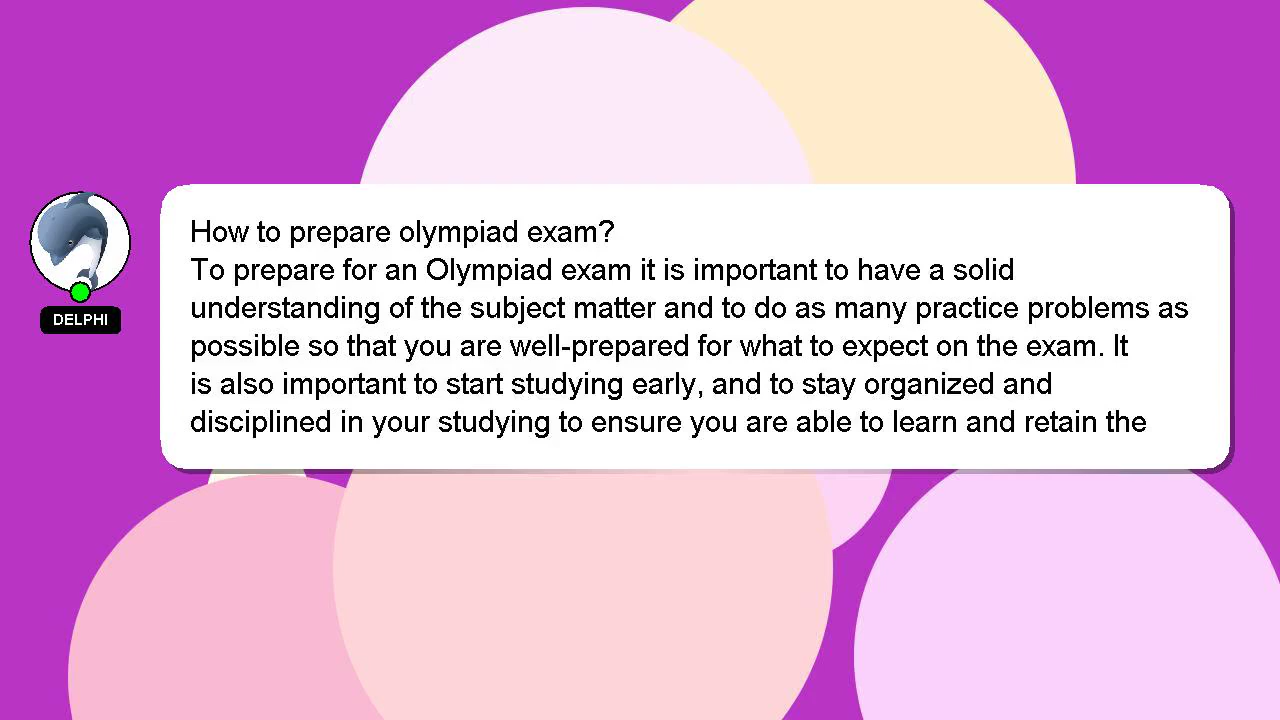 How to prepare olympiad exam?
To prepare for an Olympiad exam it is important to have a solid
understanding of the subject matter and to do as many practice problems as
possible so that you are well-prepared for what to expect on the exam. It
is also important to start studying early, and to stay organized and
disciplined in your studying to ensure you are able to learn and retain the
DELPHI